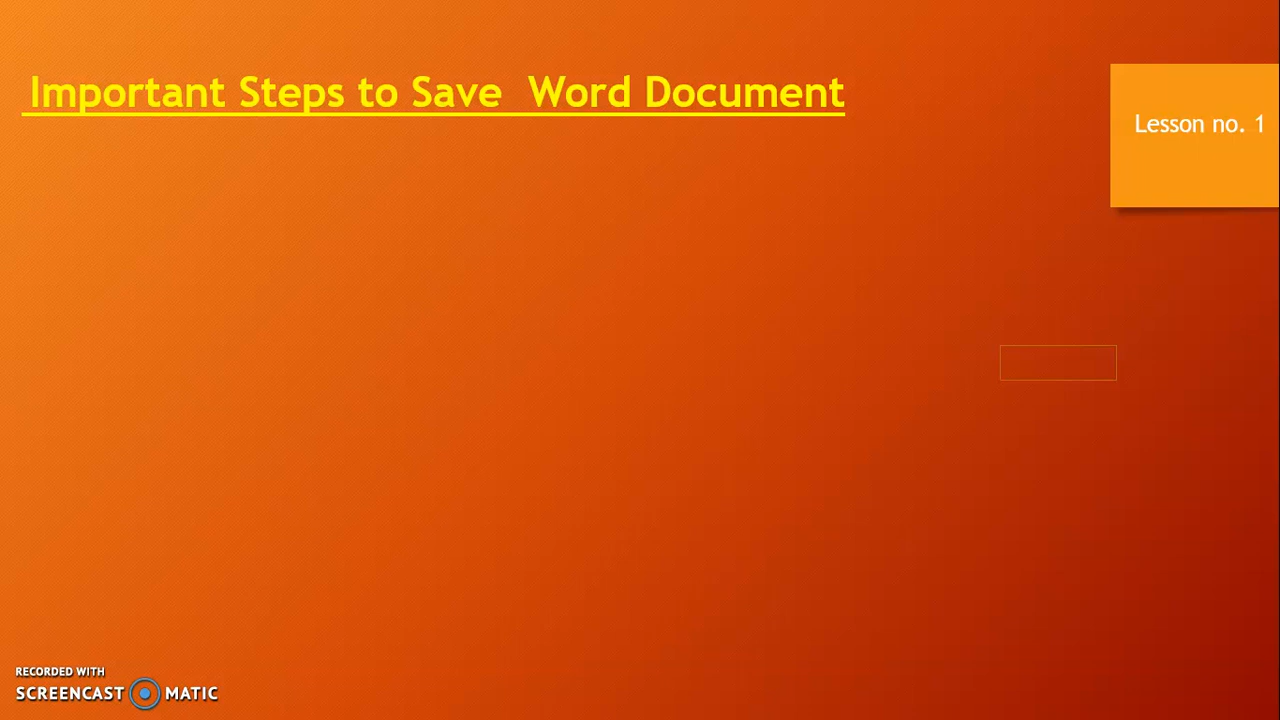 Important Steps to Save  Word Document
Lesson no. 1
RECORDED WITH
SCREENCAST MATIC